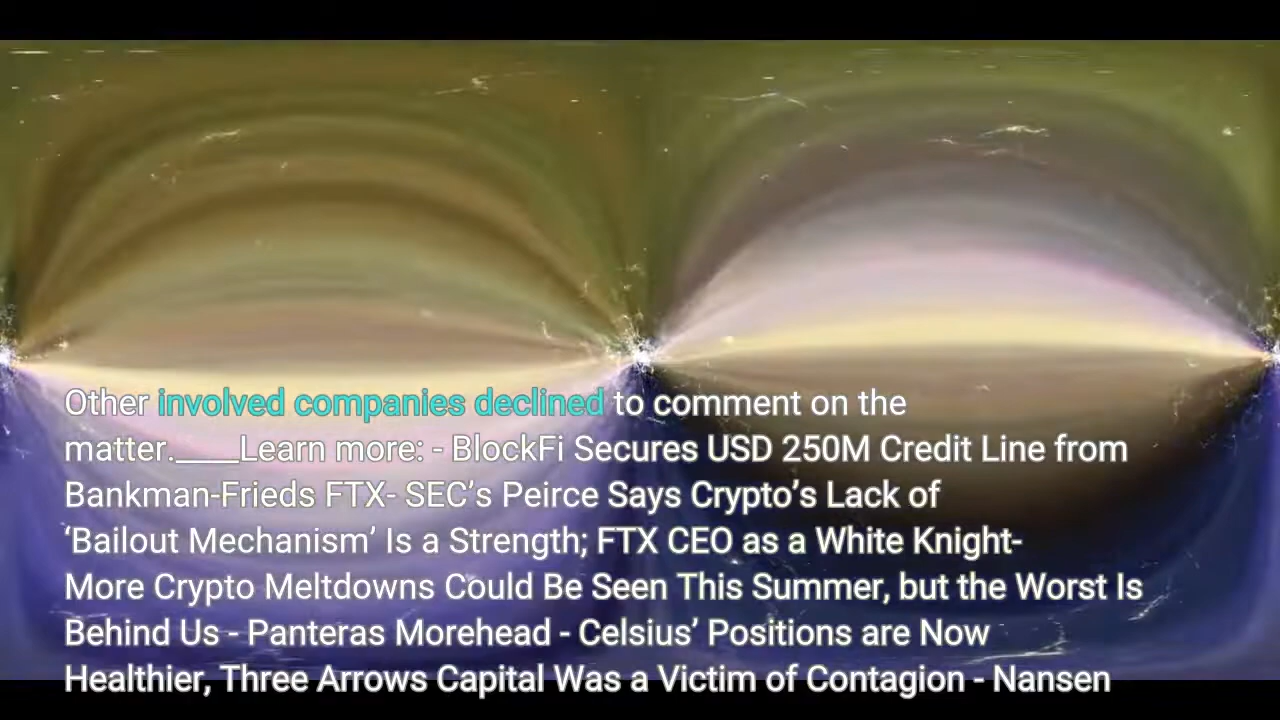 Other involved companies declined to comment on the
matter.____Learn more: - BlockFi Secures USD 250M Credit Line from
Bankman-Frieds FTX- SEC’s Peirce Says Crypto’s Lack of
‘Bailout Mechanism’ Is a Strength; FTX CEO as a White Knight-
More Crypto Meltdowns Could Be Seen This Summer, but the Worst Is
Behind Us - Panteras Morehead - Celsius’ Positions are Now
Healthier, Three Arrows Capital Was a Victim of Contagion - Nansen